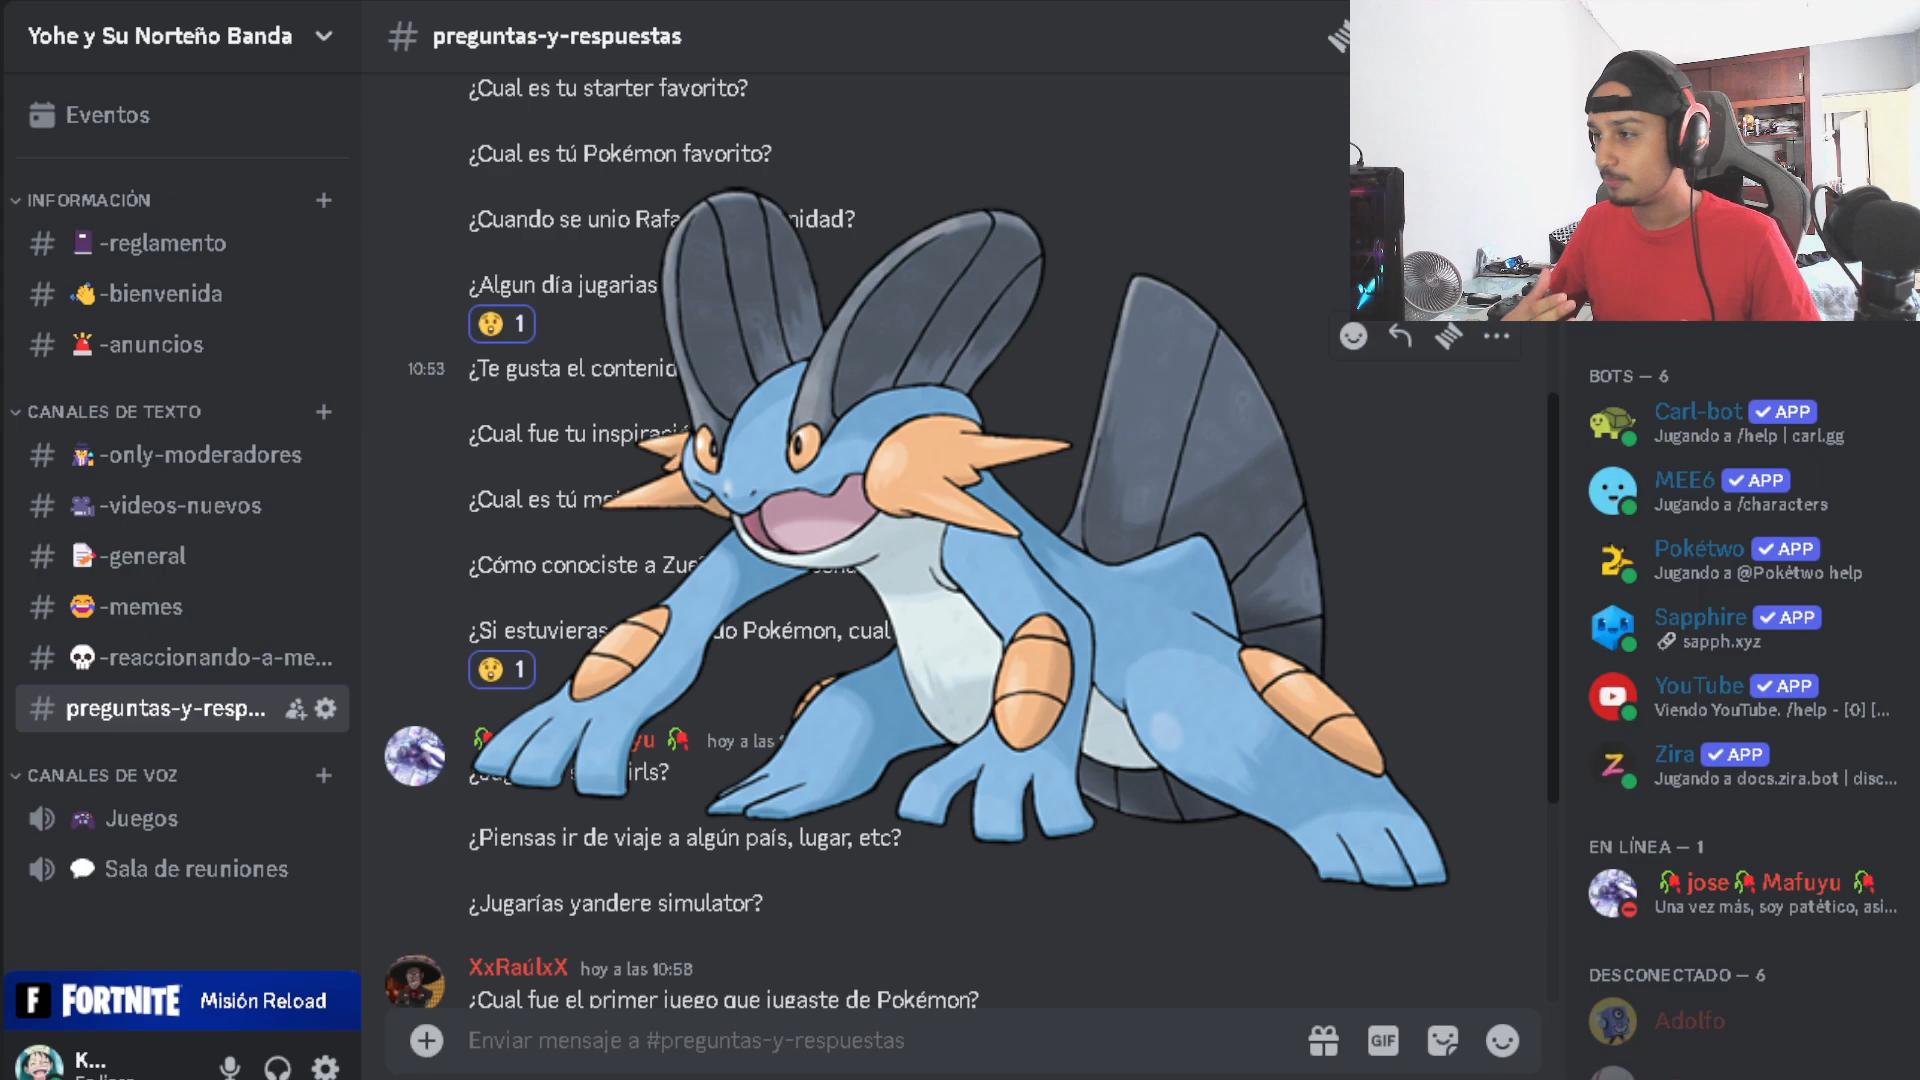 Yohe y Su Norteño Banda
Eventos
INFORMACIÓN
-reglamento
-bienvenida
-anuncios
CANALES DE TEXTO
-only-moderadores
-videos-nuevos
-general
-memes
-reaccionando-a-me...
preguntas-y-resp...
CANALES DE VOZ
Juegos
Sala de reuniones
F FORTNITE Misión Reload
K...
# preguntas-y-respuestas
¿Cual es tu starter favorito?
¿Cual es tú Pokémon favorito?
¿Cuando se unio Rafa nidad?
¿Algun día jugarias
1
10:53 ¿Te gusta el contenid
¿Cual fue tu inspiraci
¿Cual es tú
¿Cómo conociste a Zue
¿Si estuvieras do Pokémon, cual
1
yu hoy a las
irls?
¿Piensas ir de viaje a algún país, lugar, etc?
¿Jugarías yandere simulator?
XxRaúlxX hoy a las 10:58
¿Cual fue el primer juego que jugaste de Pokémon?
Enviar mensaje a #preguntas-y-respuestas
GIF
BOTS — 6
Carl-bot ✓ APP
Jugando a /help | carl.gg
MEE6 ✓ APP
Jugando a /characters
Pokétwo ✓ APP
Jugando a @Pokétwo help
Sapphire ✓ APP
sapph.xyz
YouTube ✓ APP
Viendo YouTube. /help - [0] [...
Zira ✓ APP
Jugando a docs.zira.bot | disc...
EN LÍNEA — 1
jose Mafuyu
Una vez más, soy patético, asi...
DESCONECTADO — 6
Adolfo